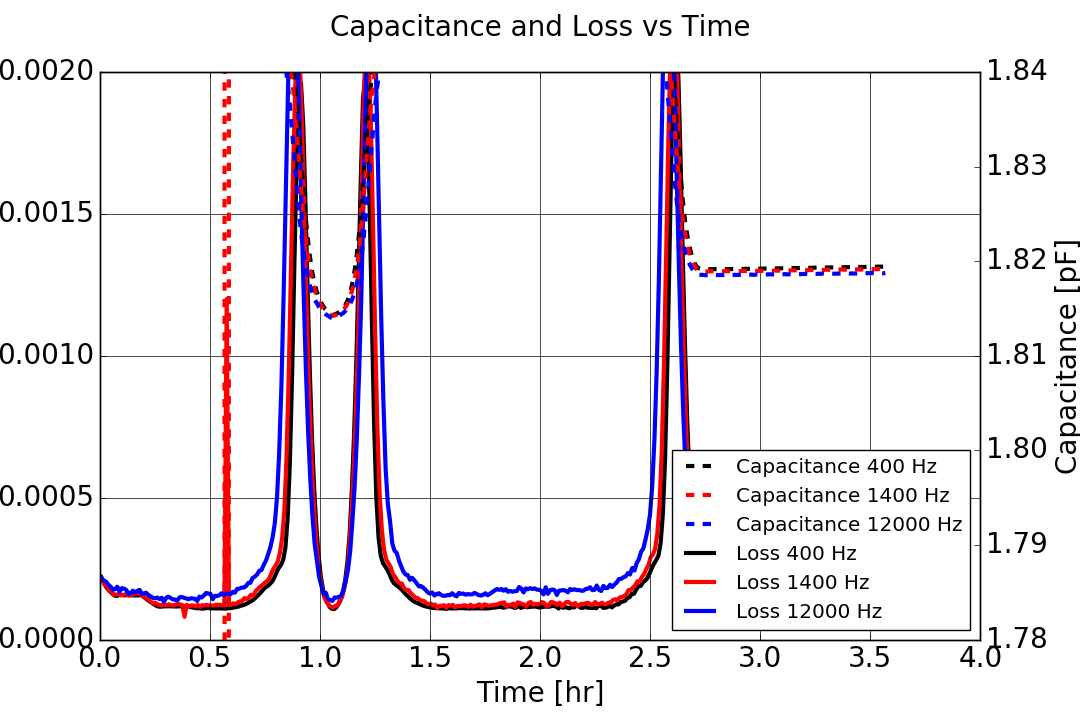 Capacitance and Loss vs Time
0.0020
0.0015
0.0010
0.0005
0.0000
1.84
1.83
1.82
1.81
1.80
1.79
1.78
Capacitance [pF]
Capacitance 400 Hz
Capacitance 1400 Hz
Capacitance 12000 Hz
Loss 400 Hz
Loss 1400 Hz
Loss 12000 Hz
0.0 0.5 1.0 1.5 2.0 2.5 3.0 3.5 4.0
Time [hr]